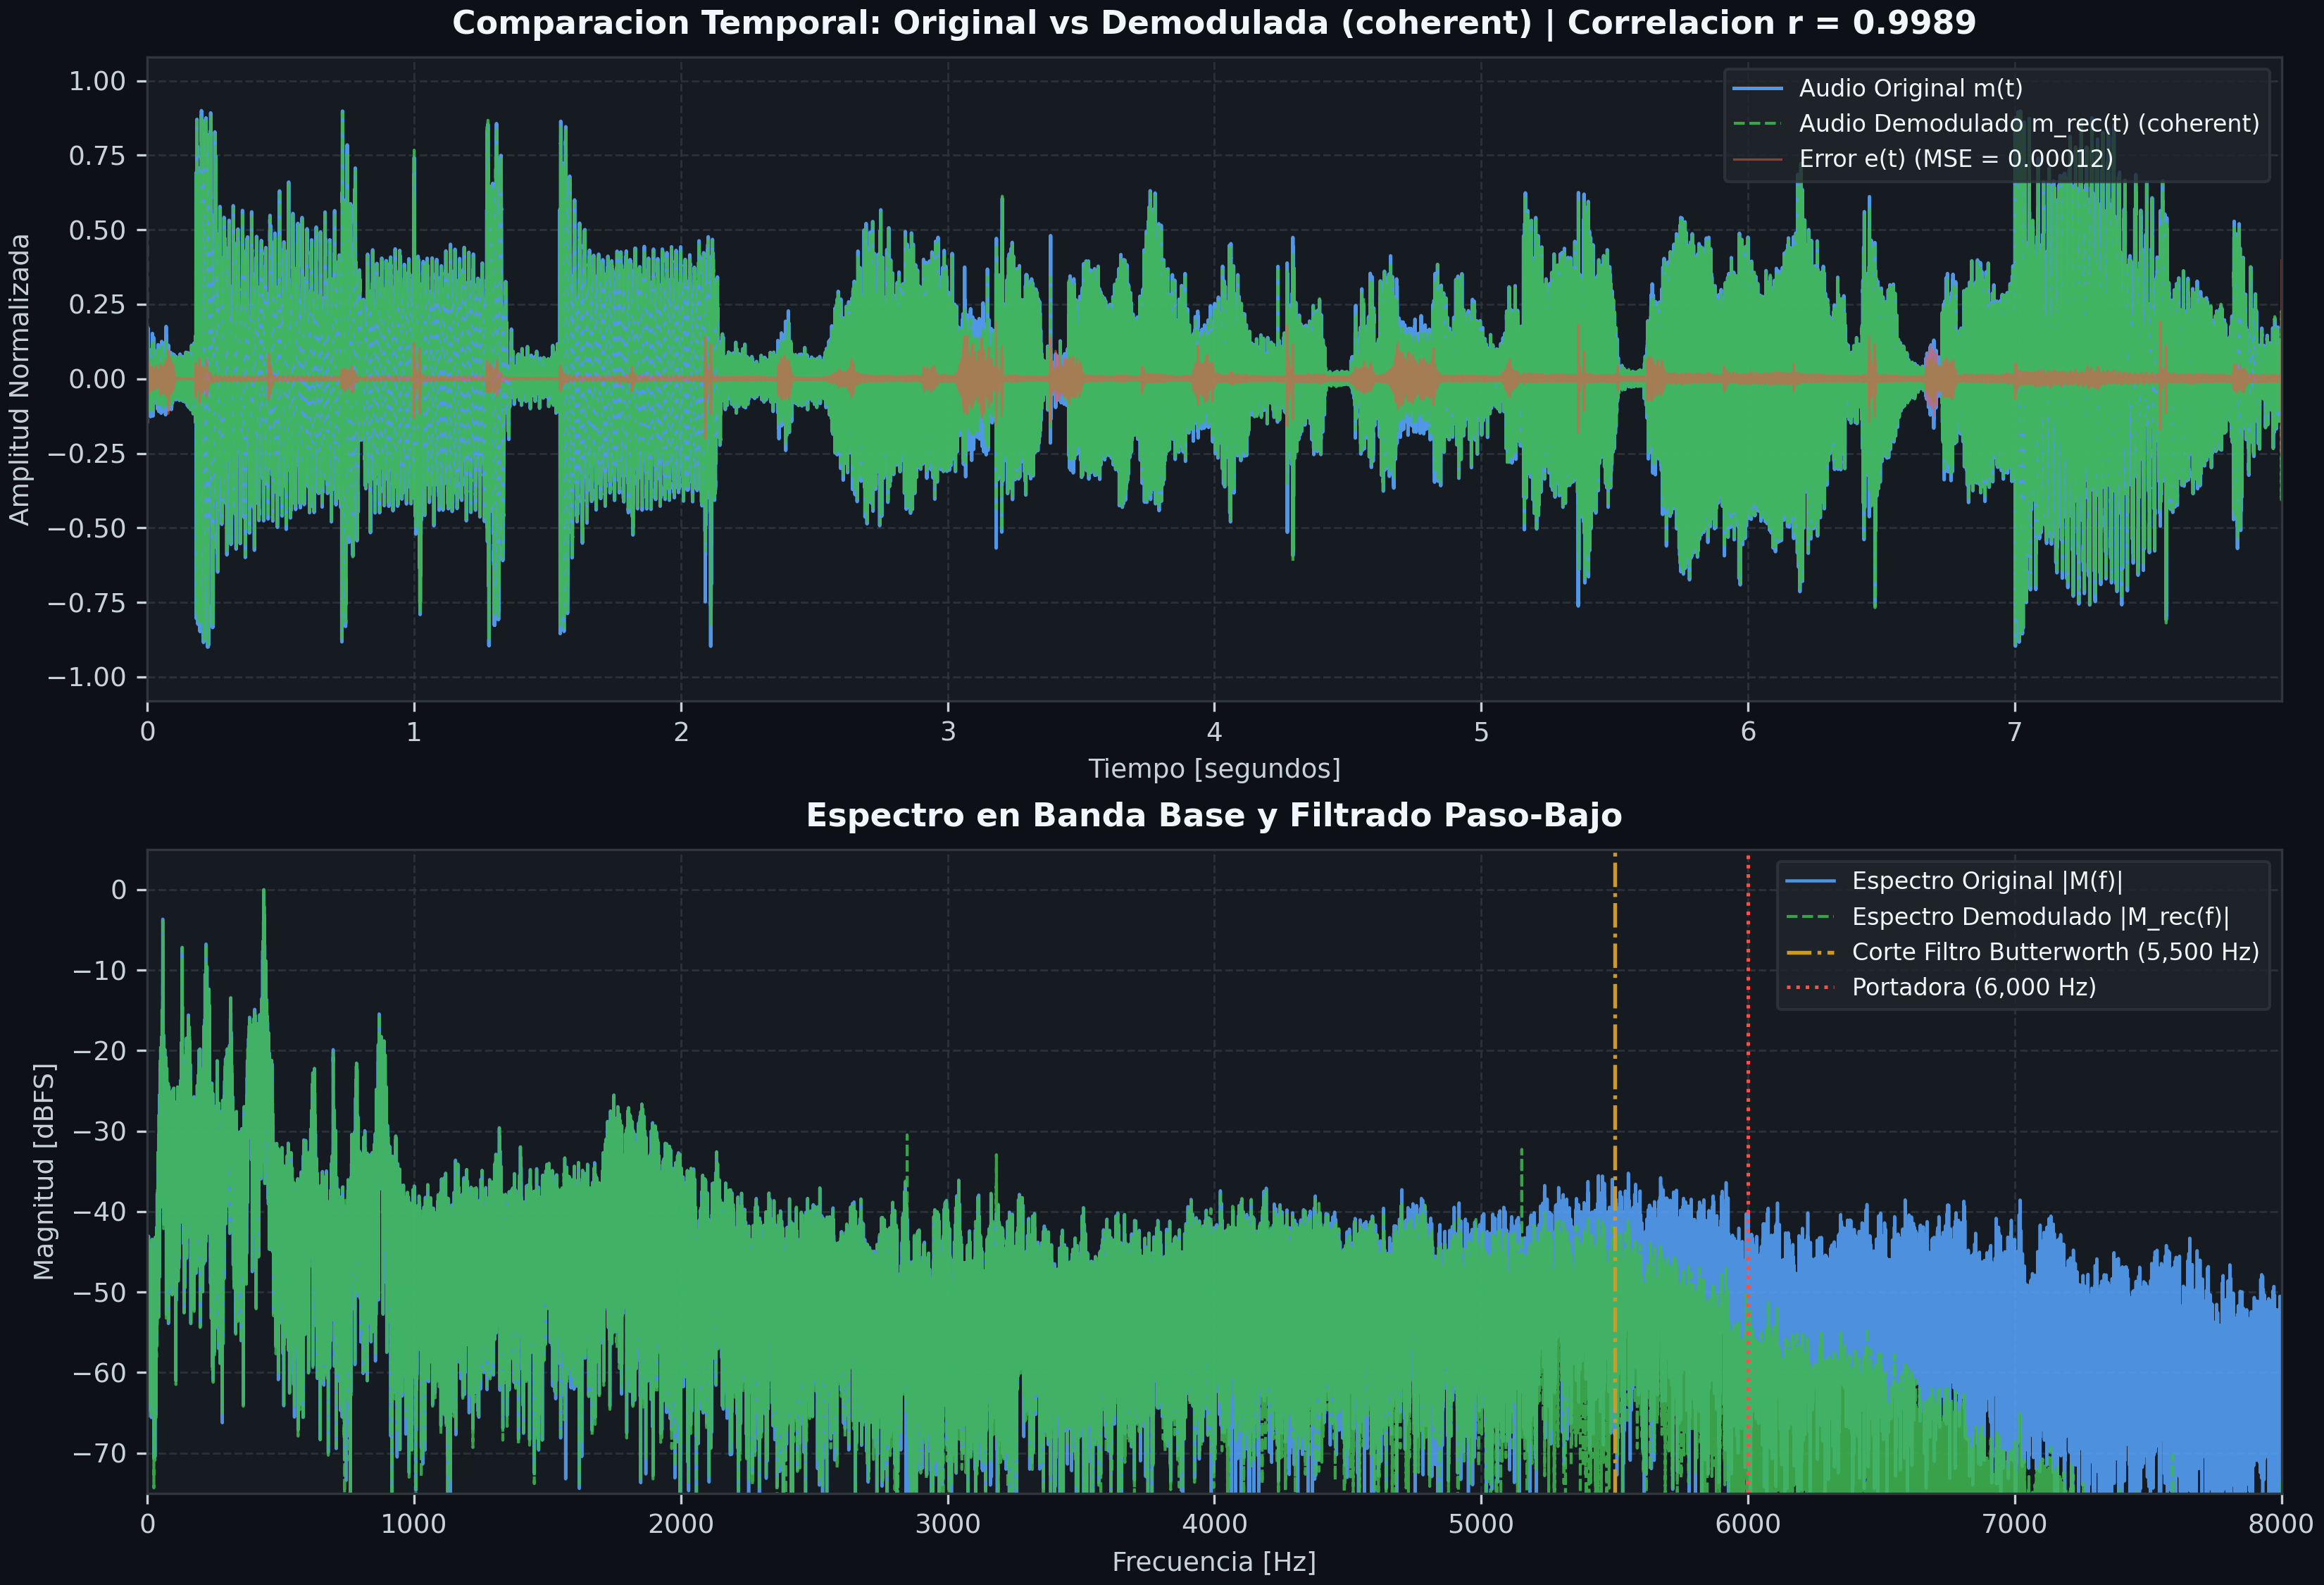 Comparacion Temporal: Original vs Demodulada (coherent) | Correlacion r = 0.9989
Amplitud Normalizada
1.00
0.75
0.50
0.25
0.00
−0.25
−0.50
−0.75
−1.00
Audio Original m(t)
Audio Demodulado m_rec(t) (coherent)
Error e(t) (MSE = 0.00012)
0 1 2 3 4 5 6 7
Tiempo [segundos]
Espectro en Banda Base y Filtrado Paso-Bajo
Magnitud [dBFS]
0
−10
−20
−30
−40
−50
−60
−70
Espectro Original |M(f)|
Espectro Demodulado |M_rec(f)|
Corte Filtro Butterworth (5,500 Hz)
Portadora (6,000 Hz)
0 1000 2000 3000 4000 5000 6000 7000 8000
Frecuencia [Hz]